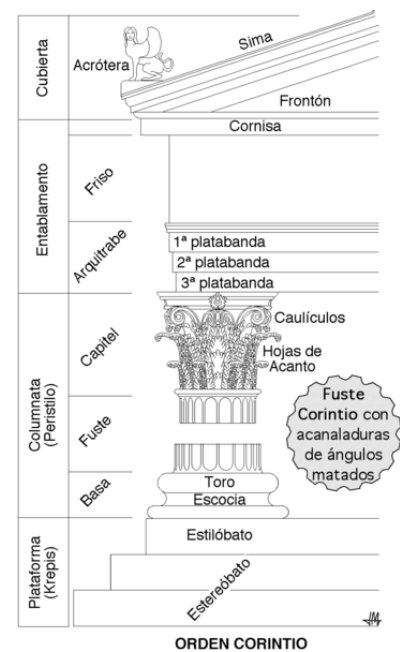 Cubierta
Acrótera
Sima
Frontón
Cornisa
Entablamento
Friso
Arquitrabe
1ª platabanda
2ª platabanda
3ª platabanda
Columnata
(Peristilo)
Capitel
Caulículos
Hojas de
Acanto
Fuste
Fuste
Corintio con
acanaladuras
de ángulos
matados
Basa
Toro
Escocia
Plataforma
(Krepis)
Estilóbato
Estereóbato
ORDEN CORINTIO